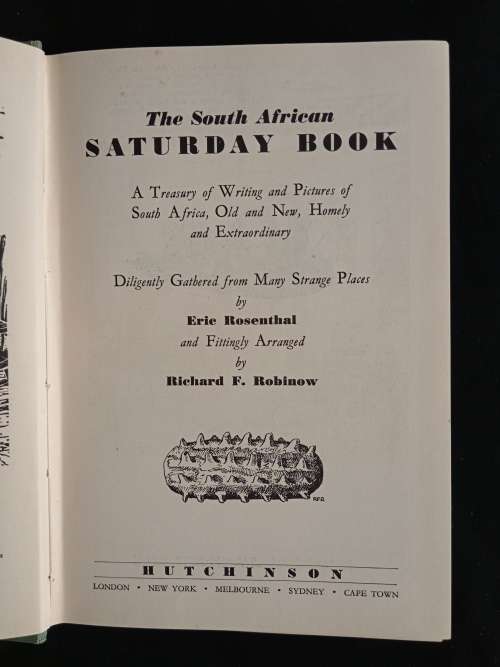 The South African
SATURDAY BOOK
A Treasury of Writing and Pictures of
South Africa, Old and New, Homely
and Extraordinary
Diligently Gathered from Many Strange Places
by
Eric Rosenthal
and Fittingly Arranged
by
Richard F. Robinow
HUTCHINSON
LONDON • NEW YORK • MELBOURNE • SYDNEY • CAPE TOWN